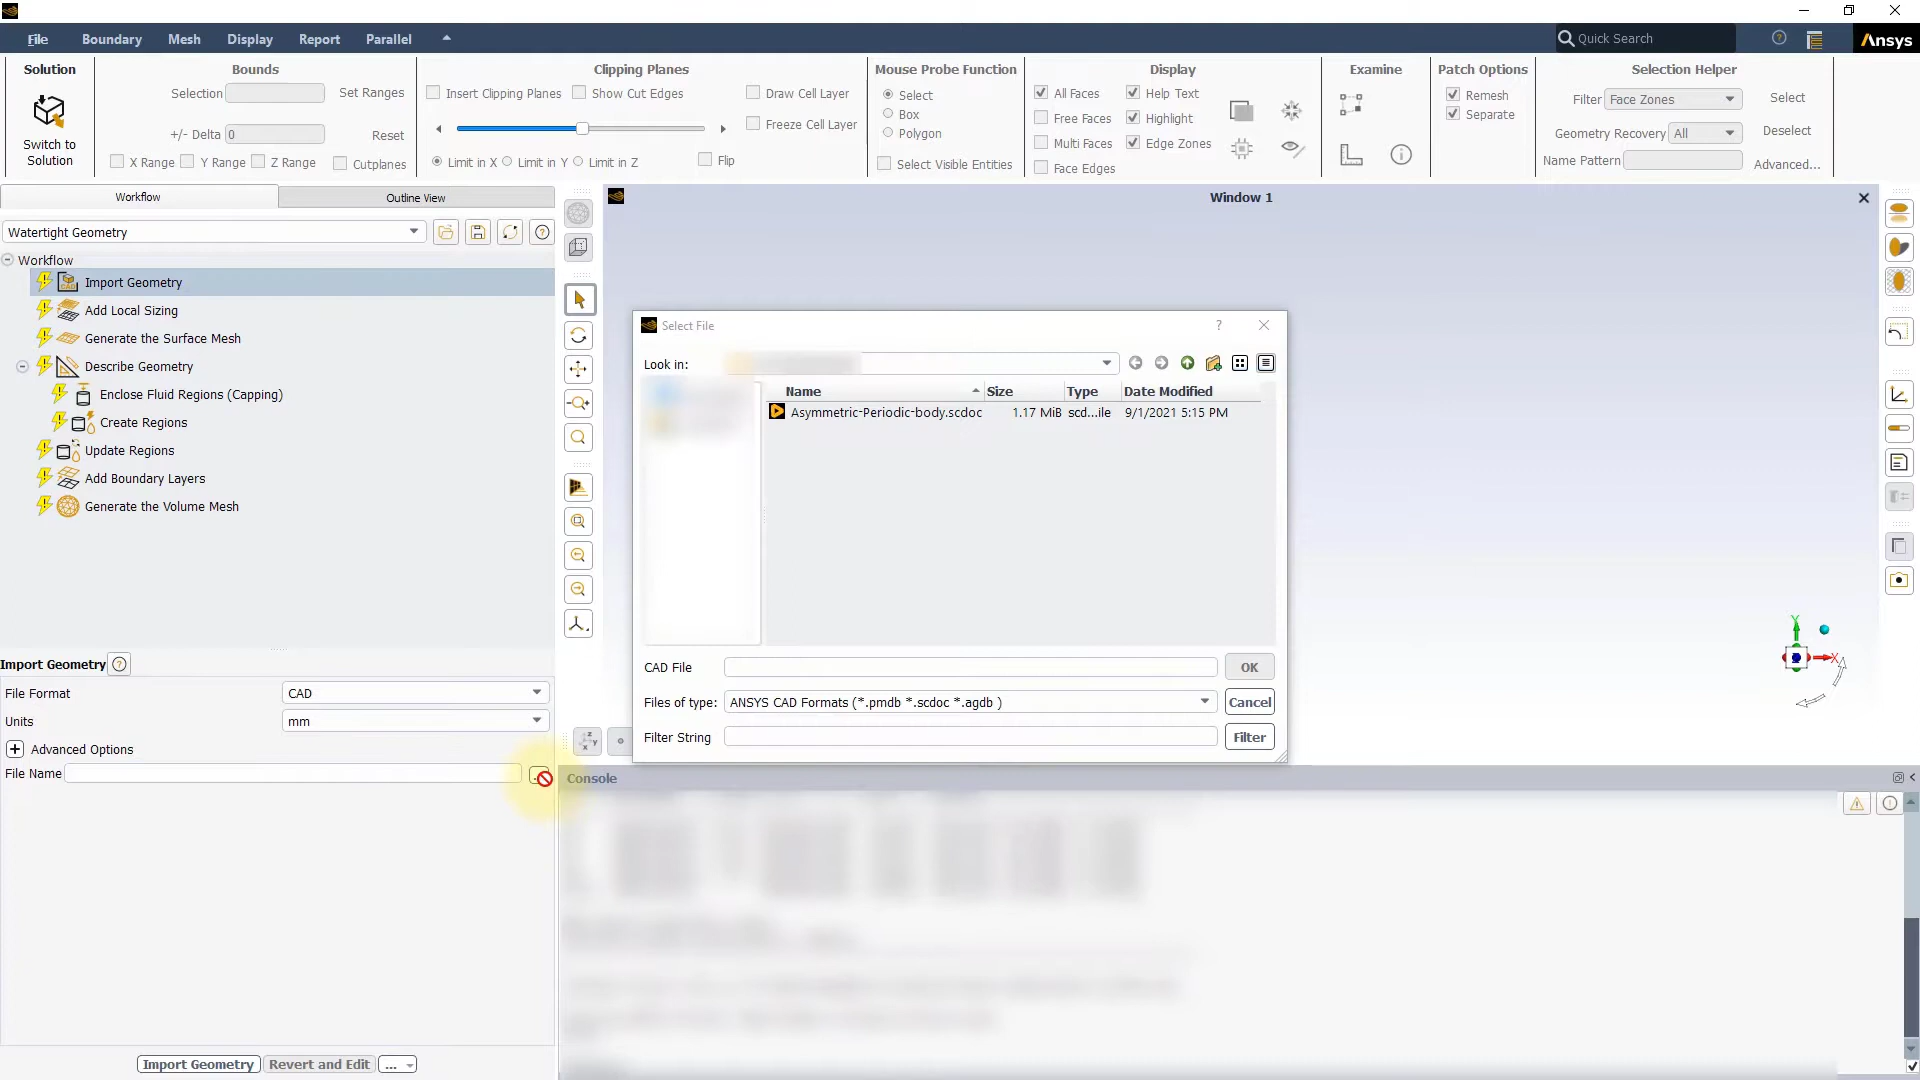 File
Boundary
Mesh
Display
Report
Parallel
Quick Search
Ansys
Solution
Switch to
Solution
Bounds
Selection
Set Ranges
+/- Delta 0
Reset
X Range
Y Range
Z Range
Cutplanes
Clipping Planes
Insert Clipping Planes
Show Cut Edges
Draw Cell Layer
Freeze Cell Layer
Limit in X
Limit in Y
Limit in Z
Flip
Mouse Probe Function
Select
Box
Polygon
Select Visible Entities
Display
All Faces
Help Text
Free Faces
Highlight
Multi Faces
Edge Zones
Face Edges
Examine
Patch Options
Remesh
Separate
Selection Helper
Filter Face Zones
Select
Geometry Recovery All
Deselect
Name Pattern
Advanced...
Workflow
Outline View
Watertight Geometry
Workflow
Import Geometry
Add Local Sizing
Generate the Surface Mesh
Describe Geometry
Enclose Fluid Regions (Capping)
Create Regions
Update Regions
Add Boundary Layers
Generate the Volume Mesh
Import Geometry
File Format CAD
Units mm
Advanced Options
File Name
Import Geometry
Revert and Edit
...
Window 1
Select File
Look in:
Name Size Type Date Modified
Asymmetric-Periodic-body.scdoc 1.17 MiB scd...ile 9/1/2021 5:15 PM
CAD File
OK
Files of type: ANSYS CAD Formats (*.pmdb *.scdoc *.agdb )
Cancel
Filter String
Filter
Y
X
Console